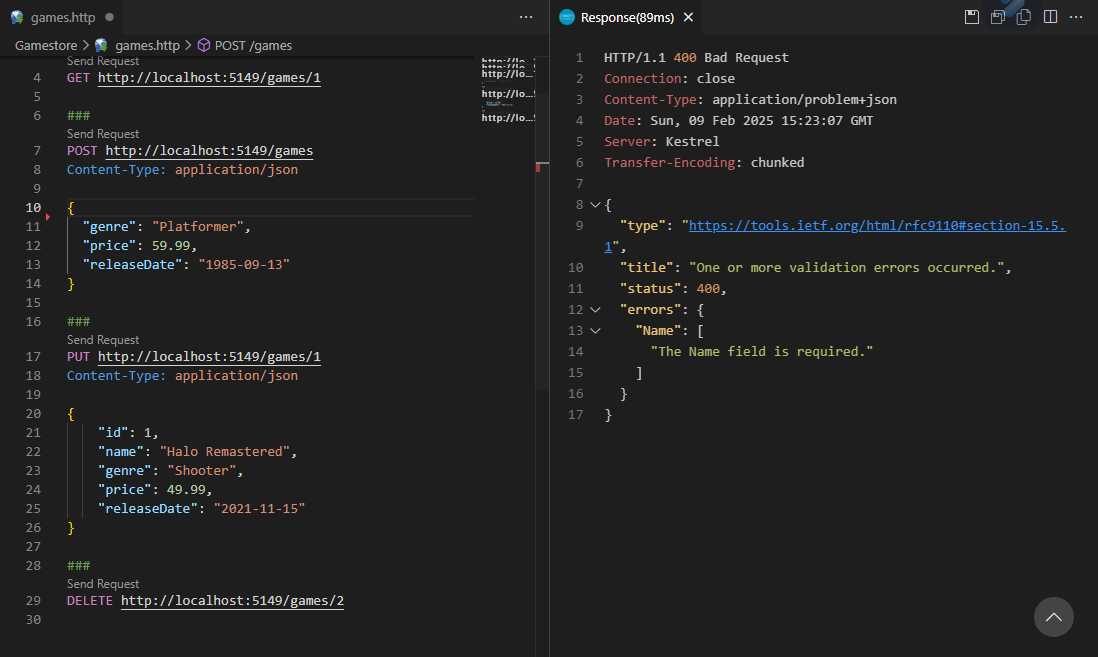 games.http
Gamestore > games.http > POST /games
Send Request
4 GET http://localhost:5149/games/1
5
6 ###
Send Request
7 POST http://localhost:5149/games
8 Content-Type: application/json
9
10 {
11 "genre": "Platformer",
12 "price": 59.99,
13 "releaseDate": "1985-09-13"
14 }
15
16 ###
Send Request
17 PUT http://localhost:5149/games/1
18 Content-Type: application/json
19
20 {
21 "id": 1,
22 "name": "Halo Remastered",
23 "genre": "Shooter",
24 "price": 49.99,
25 "releaseDate": "2021-11-15"
26 }
27
28 ###
Send Request
29 DELETE http://localhost:5149/games/2
30
http://lo...
http://lo...
http://lo...
Response(89ms)
1 HTTP/1.1 400 Bad Request
2 Connection: close
3 Content-Type: application/problem+json
4 Date: Sun, 09 Feb 2025 15:23:07 GMT
5 Server: Kestrel
6 Transfer-Encoding: chunked
7
8 {
9 "type": "https://tools.ietf.org/html/rfc9110#section-15.5.
1",
10 "title": "One or more validation errors occurred.",
11 "status": 400,
12 "errors": {
13 "Name": [
14 "The Name field is required."
15 ]
16 }
17 }